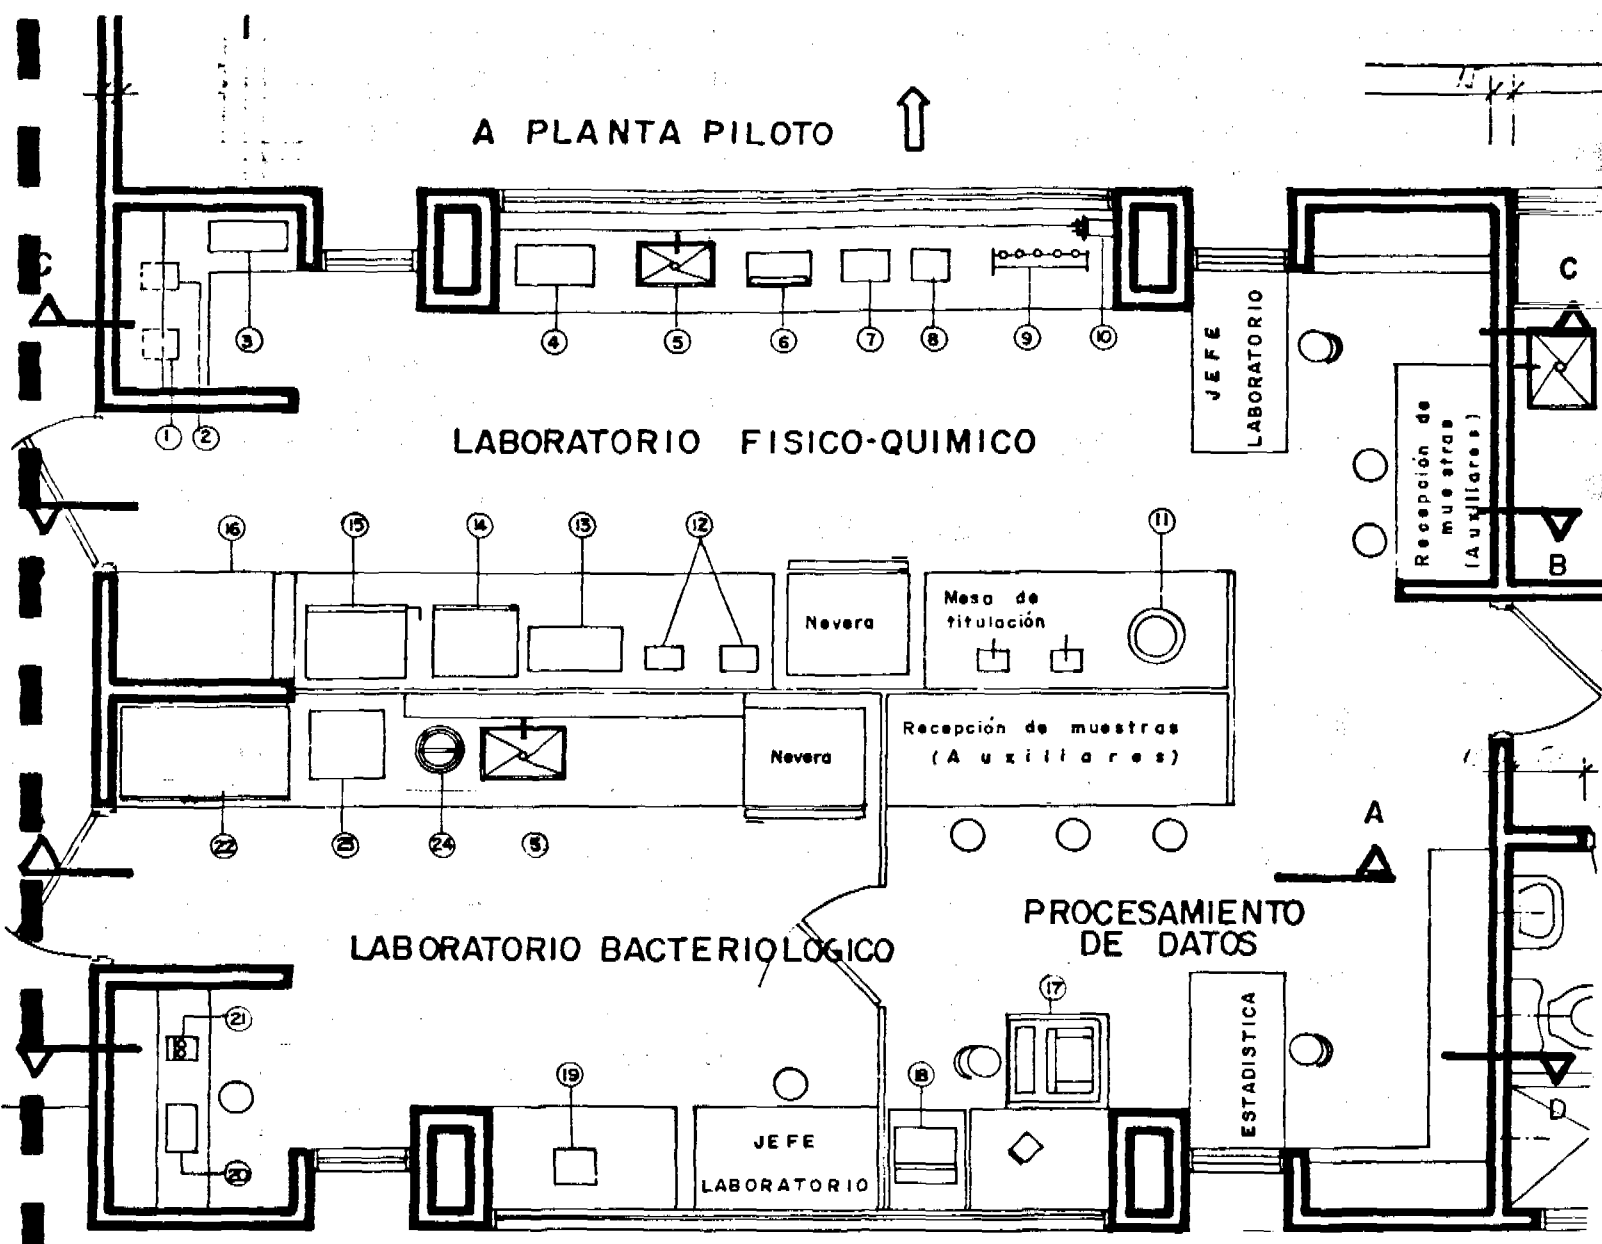 A PLANTA PILOTO
C
C
3
4
5
6
7
8
9
10
JEFE
LABORATORIO
1
2
LABORATORIO FISICO-QUIMICO
Recepción de
muestras
(Auxiliares)
B
16
15
14
13
12
11
Nevera
Mesa de
titulación
Recepción de muestras
(Auxiliares)
Nevera
22
23
24
5
A
PROCESAMIENTO
DE DATOS
LABORATORIO BACTERIOLOGICO
17
21
19
18
ESTADISTICA
D
20
JEFE
LABORATORIO